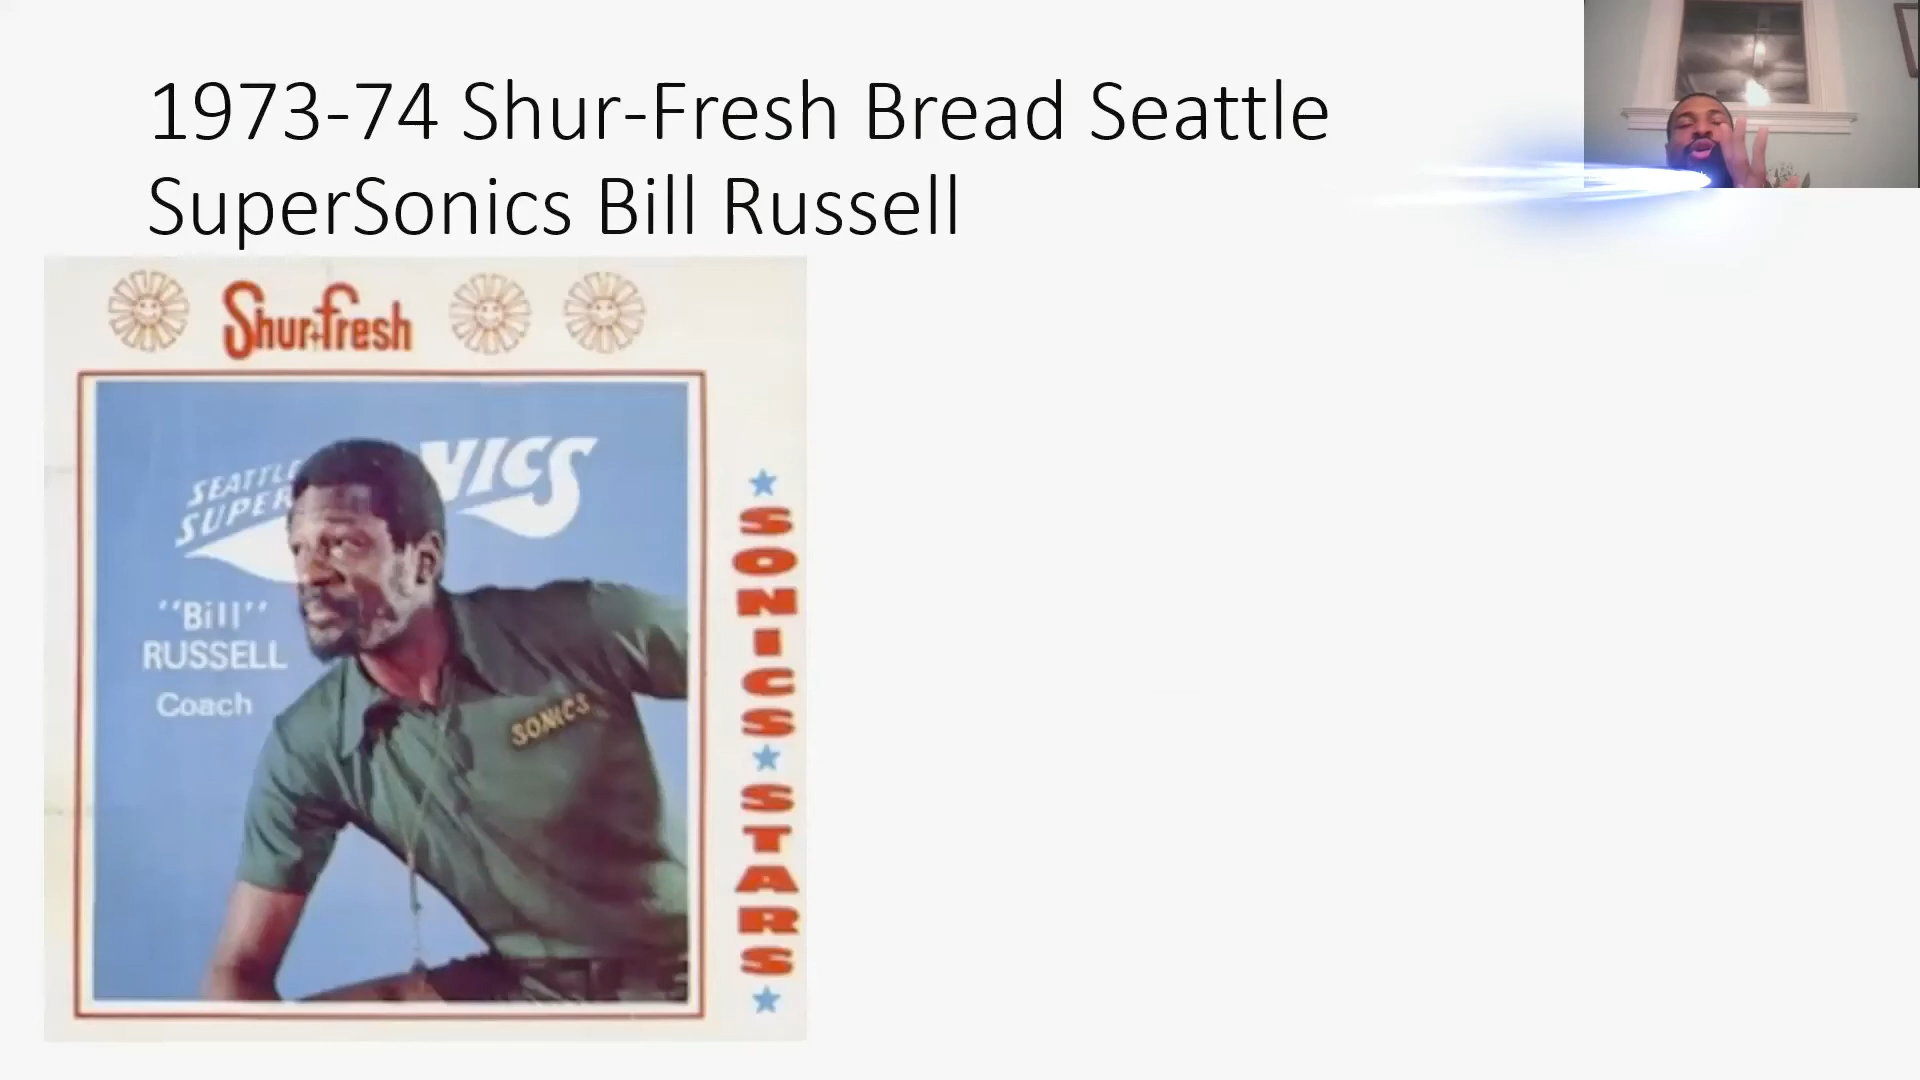 1973-74 Shur-Fresh Bread Seattle
SuperSonics Bill Russell
Shur-fresh
SEATTLE
SUPER
NICS
"Bill"
RUSSELL
Coach
SONICS
SONICS STARS